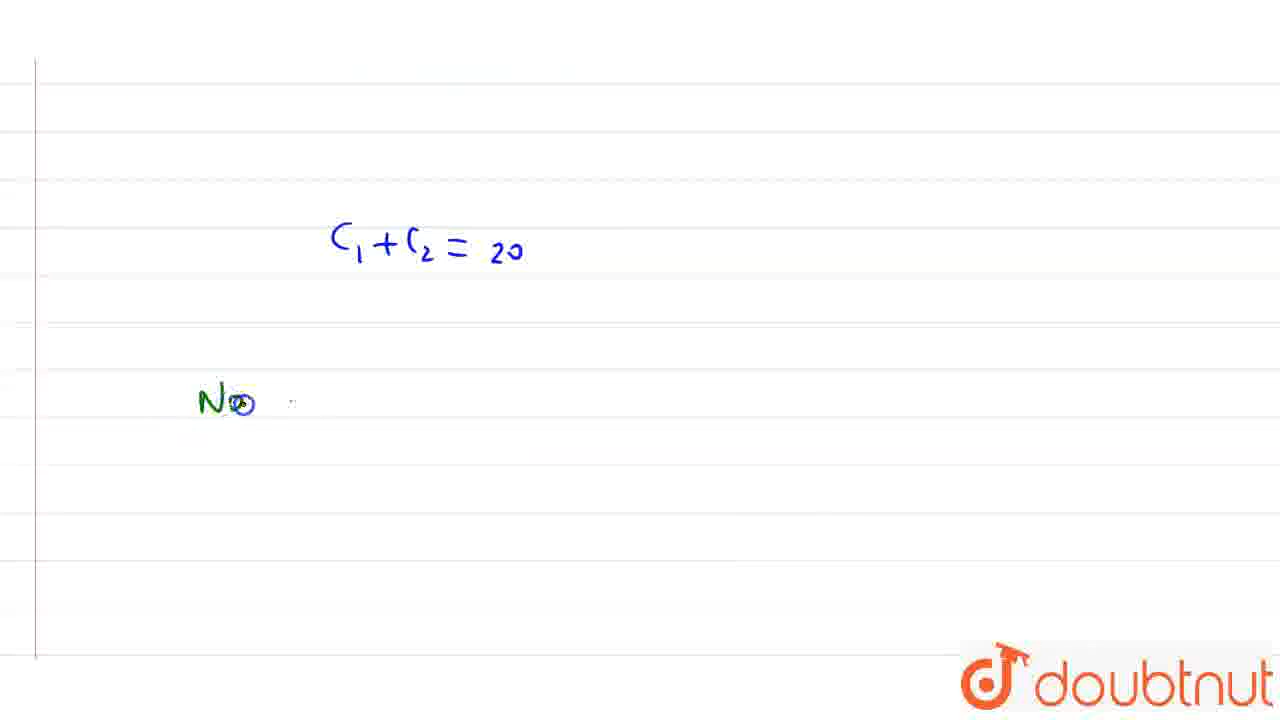 C₁ + C₂ = 20
No
doubtnut